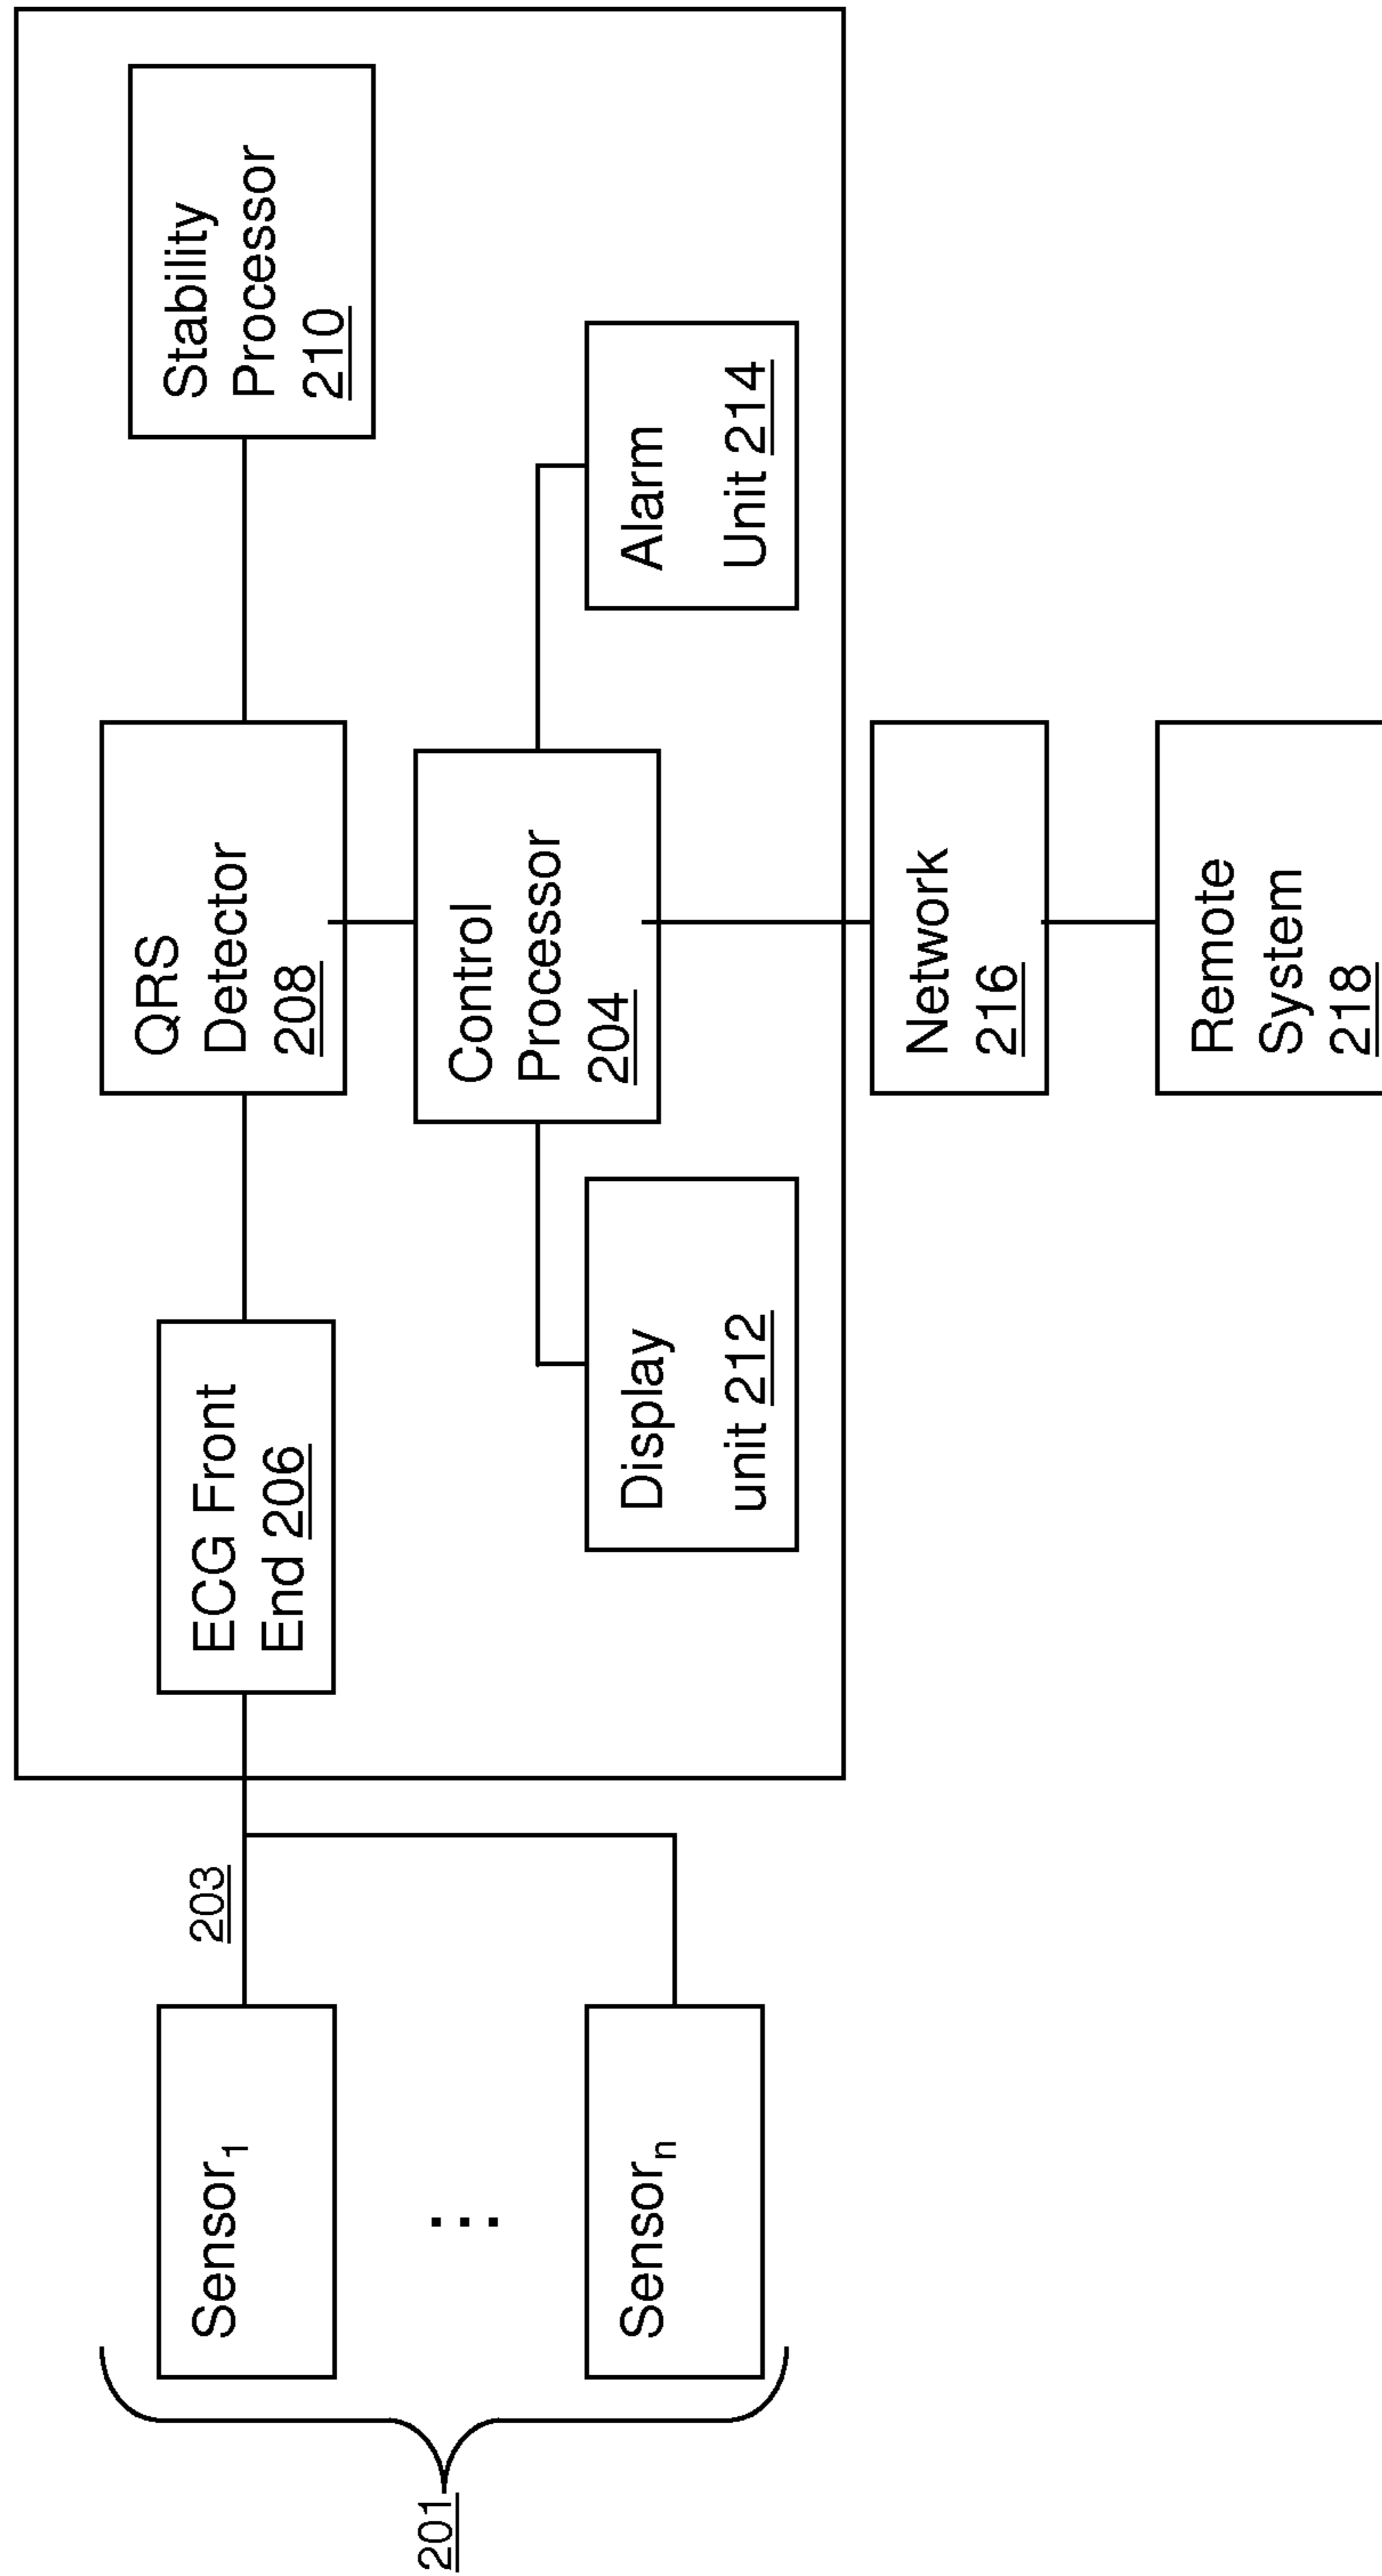 201
Sensor1
...
Sensorn
203
ECG Front
End 206
QRS
Detector
208
Stability
Processor
210
Control
Processor
204
Display
unit 212
Alarm
Unit 214
Network
216
Remote
System
218